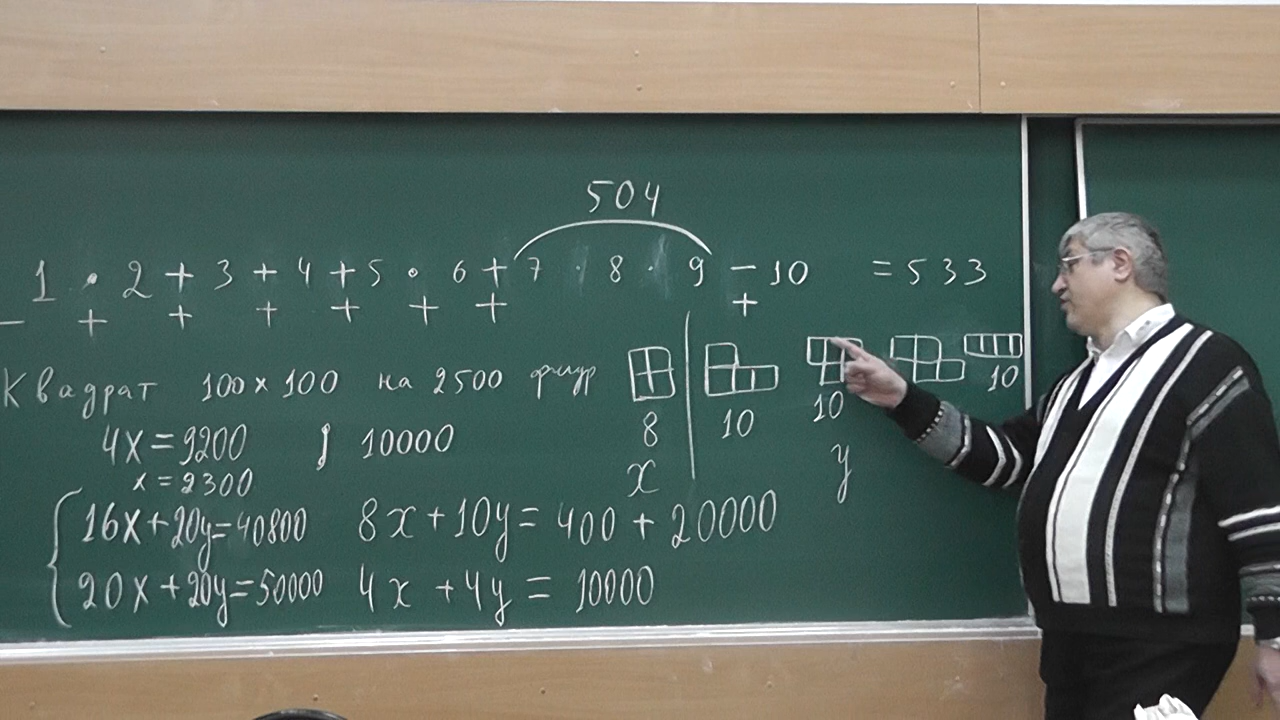 504
1 · 2 + 3 + 4 + 5 · 6 + 7 · 8 · 9 - 10 = 533
- + + + + + + +
Квадрат 100 x 100 на 2500 фигур
8 10 10 10
4x = 9200 10000
x = 2300 x y
16x + 20y = 40800 8x + 10y = 400 + 20000
20x + 20y = 50000 4x + 4y = 10000